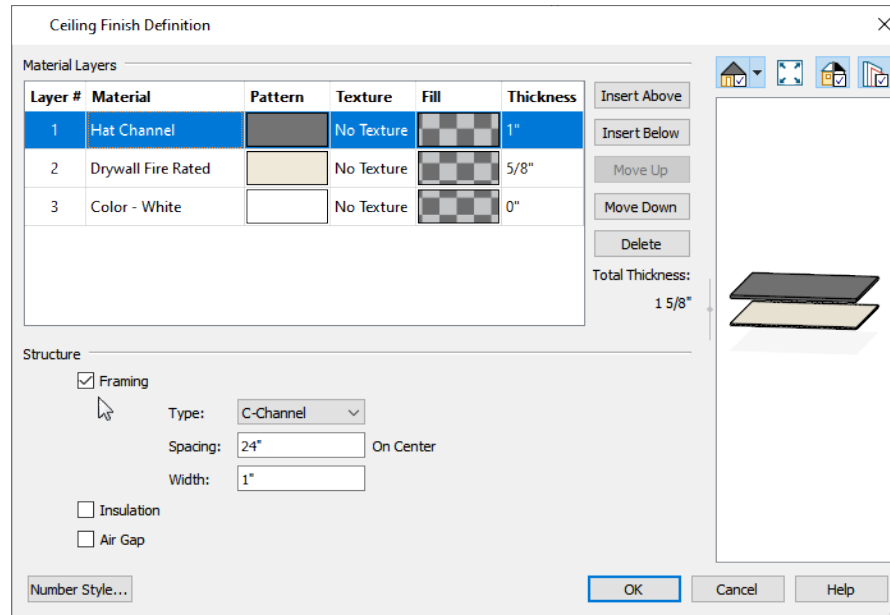 Ceiling Finish Definition
Material Layers
Layer # Material Pattern Texture Fill Thickness
1 Hat Channel No Texture 1"
2 Drywall Fire Rated No Texture 5/8"
3 Color - White No Texture 0"
Insert Above
Insert Below
Move Up
Move Down
Delete
Total Thickness:
1 5/8"
Structure
Framing
Type: C-Channel
Spacing: 24" On Center
Width: 1"
Insulation
Air Gap
Number Style... OK Cancel Help